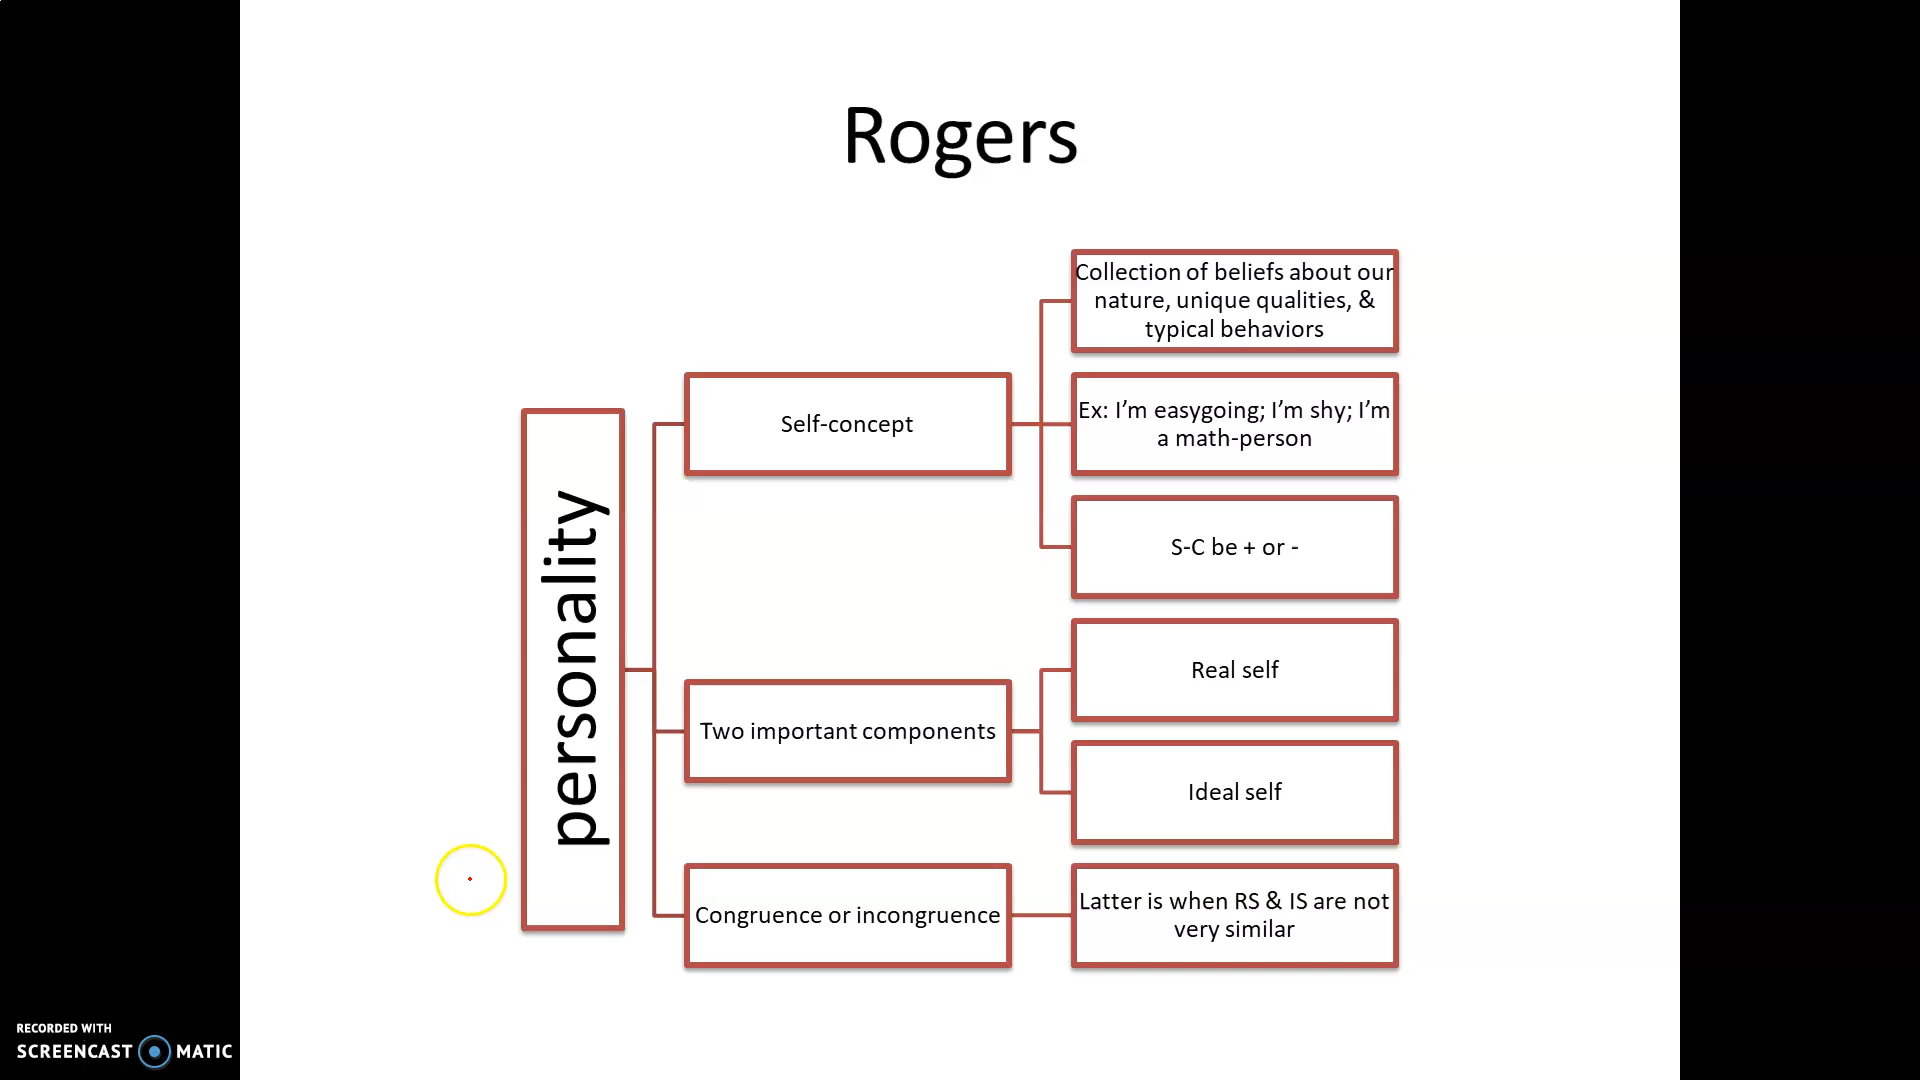 Rogers
personality
Self-concept
Collection of beliefs about our
nature, unique qualities, &
typical behaviors
Ex: I’m easygoing; I’m shy; I’m
a math-person
S-C be + or -
Two important components
Real self
Ideal self
Congruence or incongruence
Latter is when RS & IS are not
very similar
RECORDED WITH
SCREENCAST MATIC